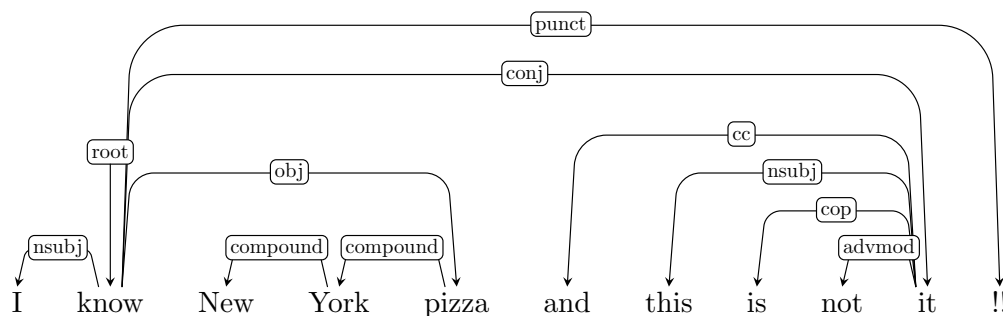 punct
conj
cc
root
obj nsubj
cop
nsubj compound compound advmod
I know New York pizza and this is not it !!